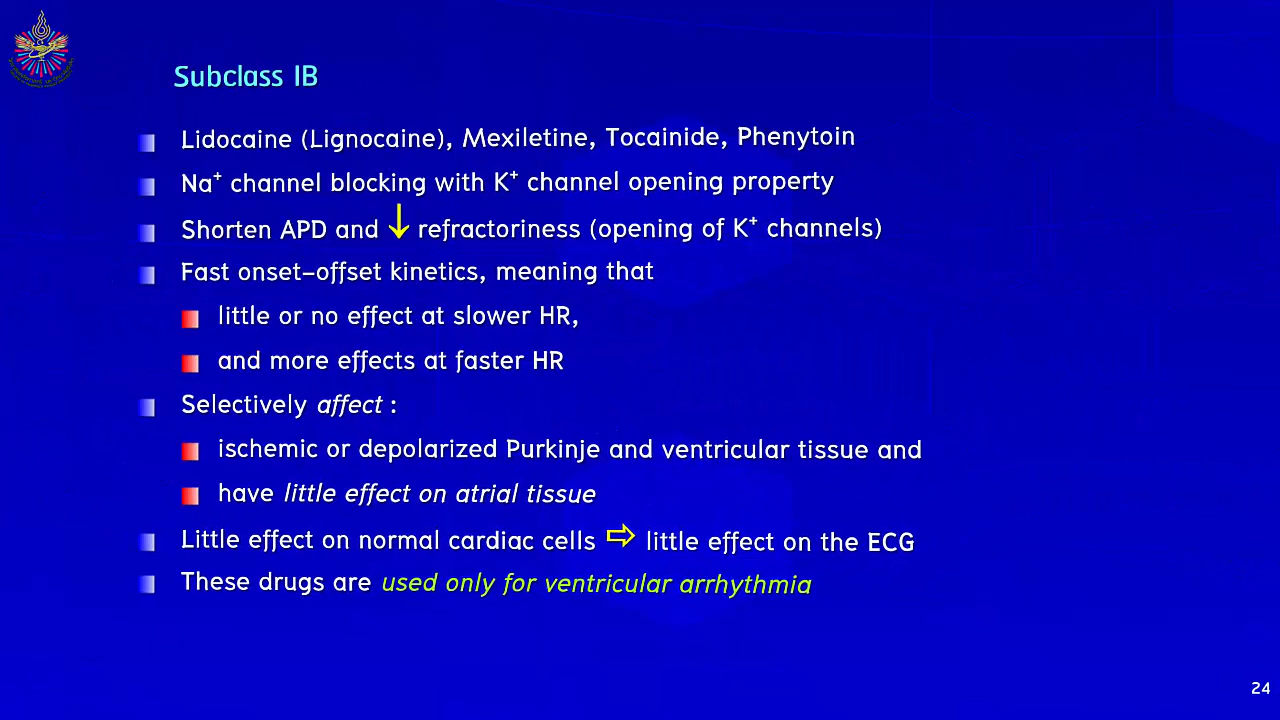 Subclass IB
Lidocaine (Lignocaine), Mexiletine, Tocainide, Phenytoin
Na⁺ channel blocking with K⁺ channel opening property
Shorten APD and ↓ refractoriness (opening of K⁺ channels)
Fast onset–offset kinetics, meaning that
little or no effect at slower HR,
and more effects at faster HR
Selectively affect :
ischemic or depolarized Purkinje and ventricular tissue and
have little effect on atrial tissue
Little effect on normal cardiac cells ⇨ little effect on the ECG
These drugs are used only for ventricular arrhythmia
24